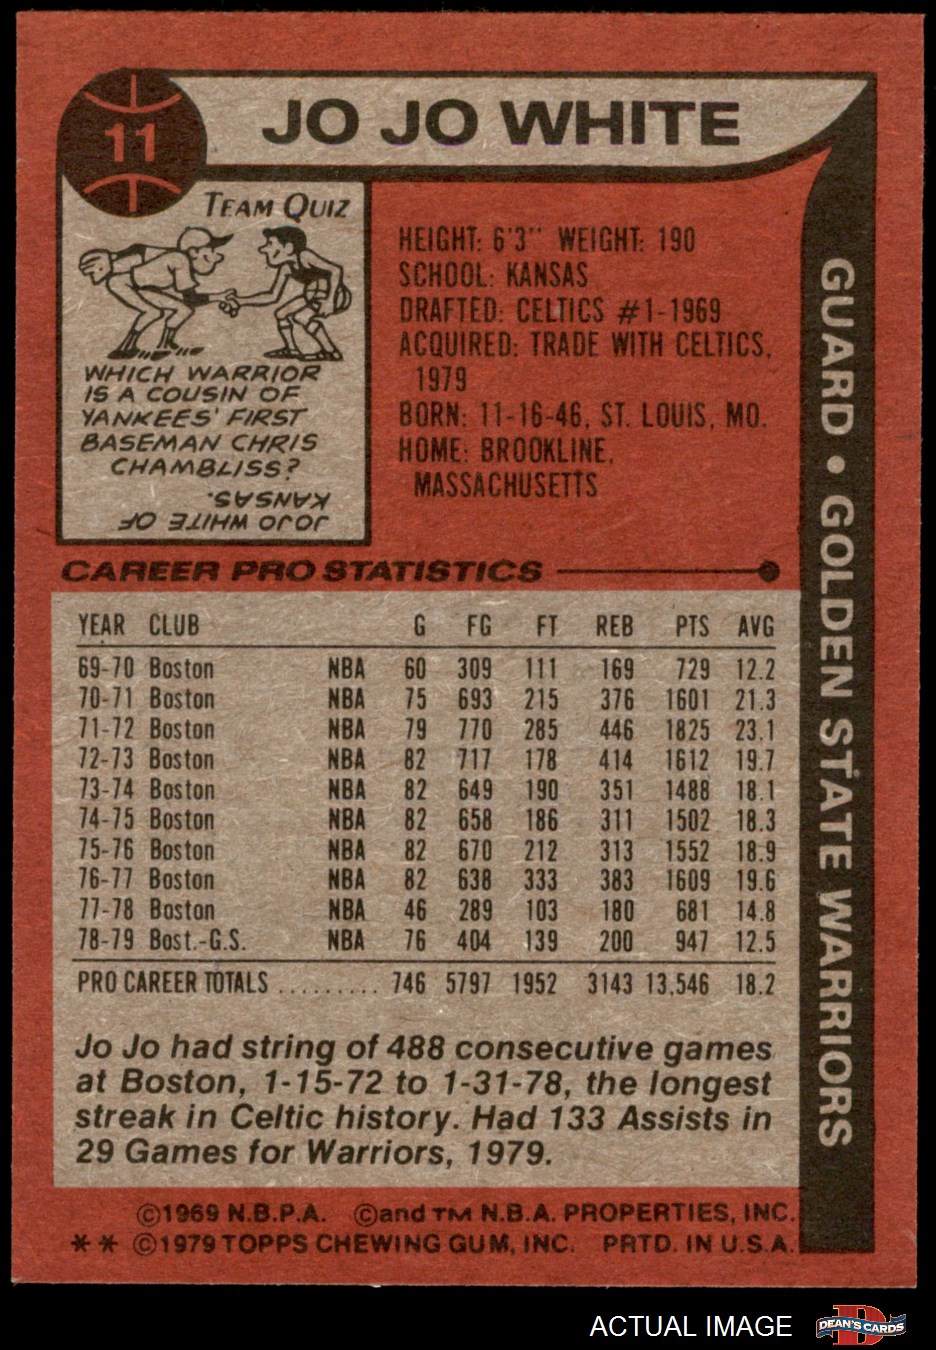 11
JO JO WHITE
TEAM QUIZ
WHICH WARRIOR
IS A COUSIN OF
YANKEES' FIRST
BASEMAN CHRIS
CHAMBLISS?
JOJO WHITE OF
KANSAS.
HEIGHT: 6'3" WEIGHT: 190
SCHOOL: KANSAS
DRAFTED: CELTICS #1-1969
ACQUIRED: TRADE WITH CELTICS,
1979
BORN: 11-16-46, ST. LOUIS, MO.
HOME: BROOKLINE,
MASSACHUSETTS
GUARD • GOLDEN STATE WARRIORS
CAREER PRO STATISTICS
YEAR CLUB G FG FT REB PTS AVG
69-70 Boston NBA 60 309 111 169 729 12.2
70-71 Boston NBA 75 693 215 376 1601 21.3
71-72 Boston NBA 79 770 285 446 1825 23.1
72-73 Boston NBA 82 717 178 414 1612 19.7
73-74 Boston NBA 82 649 190 351 1488 18.1
74-75 Boston NBA 82 658 186 311 1502 18.3
75-76 Boston NBA 82 670 212 313 1552 18.9
76-77 Boston NBA 82 638 333 383 1609 19.6
77-78 Boston NBA 46 289 103 180 681 14.8
78-79 Bost.-G.S. NBA 76 404 139 200 947 12.5
PRO CAREER TOTALS ......... 746 5797 1952 3143 13,546 18.2
Jo Jo had string of 488 consecutive games
at Boston, 1-15-72 to 1-31-78, the longest
streak in Celtic history. Had 133 Assists in
29 Games for Warriors, 1979.
©1969 N.B.P.A. ©and TM N.B.A. PROPERTIES, INC.
** ©1979 TOPPS CHEWING GUM, INC. PRTD. IN U.S.A.
ACTUAL IMAGE
DEAN'S CARDS